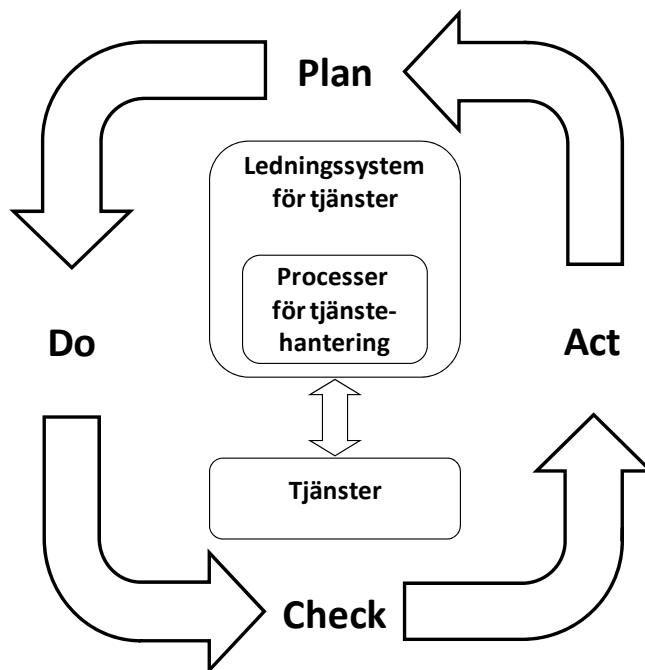 Plan
Ledningssystem
för tjänster
Processer
för tjänste-
hantering
Do
Act
Tjänster
Check